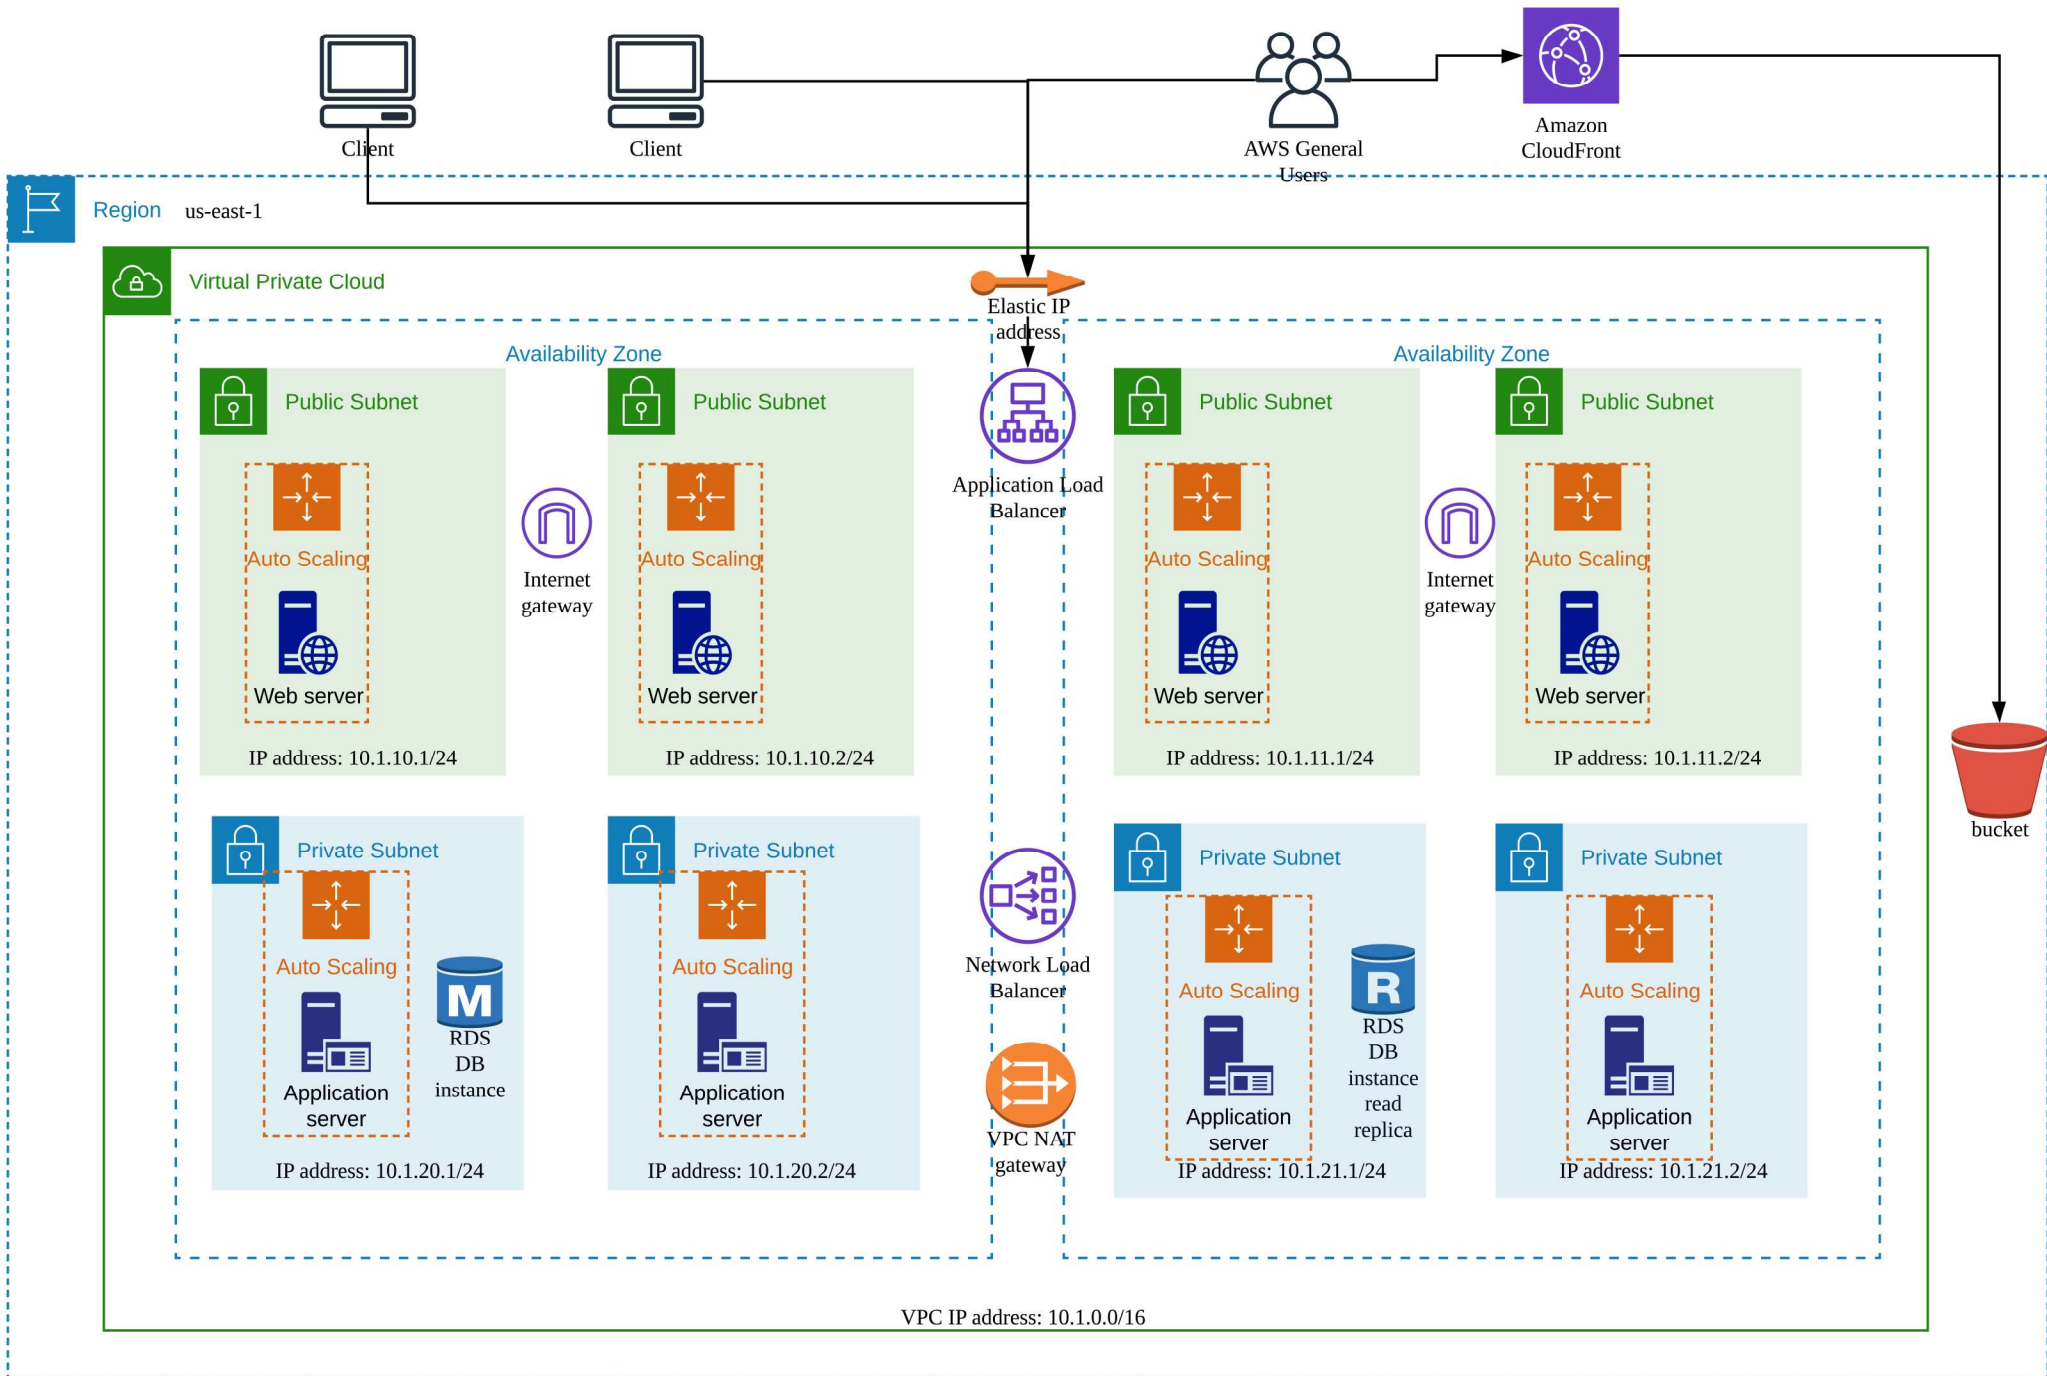 Client
Client
AWS General
Users
Amazon
CloudFront
Region
us-east-1
Virtual Private Cloud
Elastic IP
address
Availability Zone
Availability Zone
Public Subnet
Public Subnet
Public Subnet
Public Subnet
Application Load
Balancer
Auto Scaling
Auto Scaling
Auto Scaling
Auto Scaling
Internet
gateway
Internet
gateway
Web server
Web server
Web server
Web server
IP address: 10.1.10.1/24
IP address: 10.1.10.2/24
IP address: 10.1.11.1/24
IP address: 10.1.11.2/24
bucket
Private Subnet
Private Subnet
Private Subnet
Private Subnet
Auto Scaling
Auto Scaling
Network Load
Balancer
Auto Scaling
Auto Scaling
M
RDS
DB
instance
R
RDS
DB
instance
read
replica
Application
server
Application
server
Application
server
Application
server
VPC NAT
gateway
IP address: 10.1.20.1/24
IP address: 10.1.20.2/24
IP address: 10.1.21.1/24
IP address: 10.1.21.2/24
VPC IP address: 10.1.0.0/16